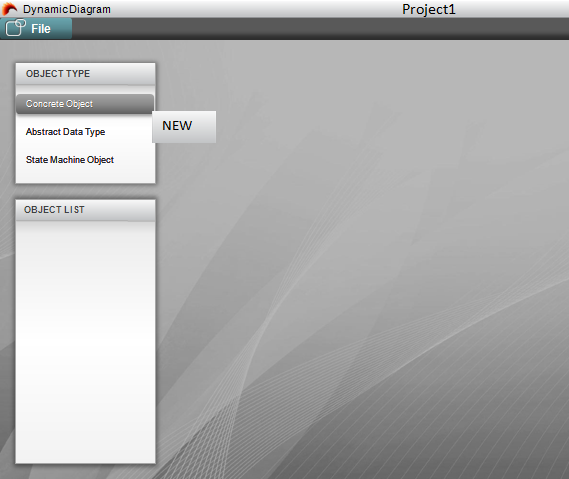 DynamicDiagram
Project1
File
OBJECT TYPE
Concrete Object
Abstract Data Type
State Machine Object
NEW
OBJECT LIST